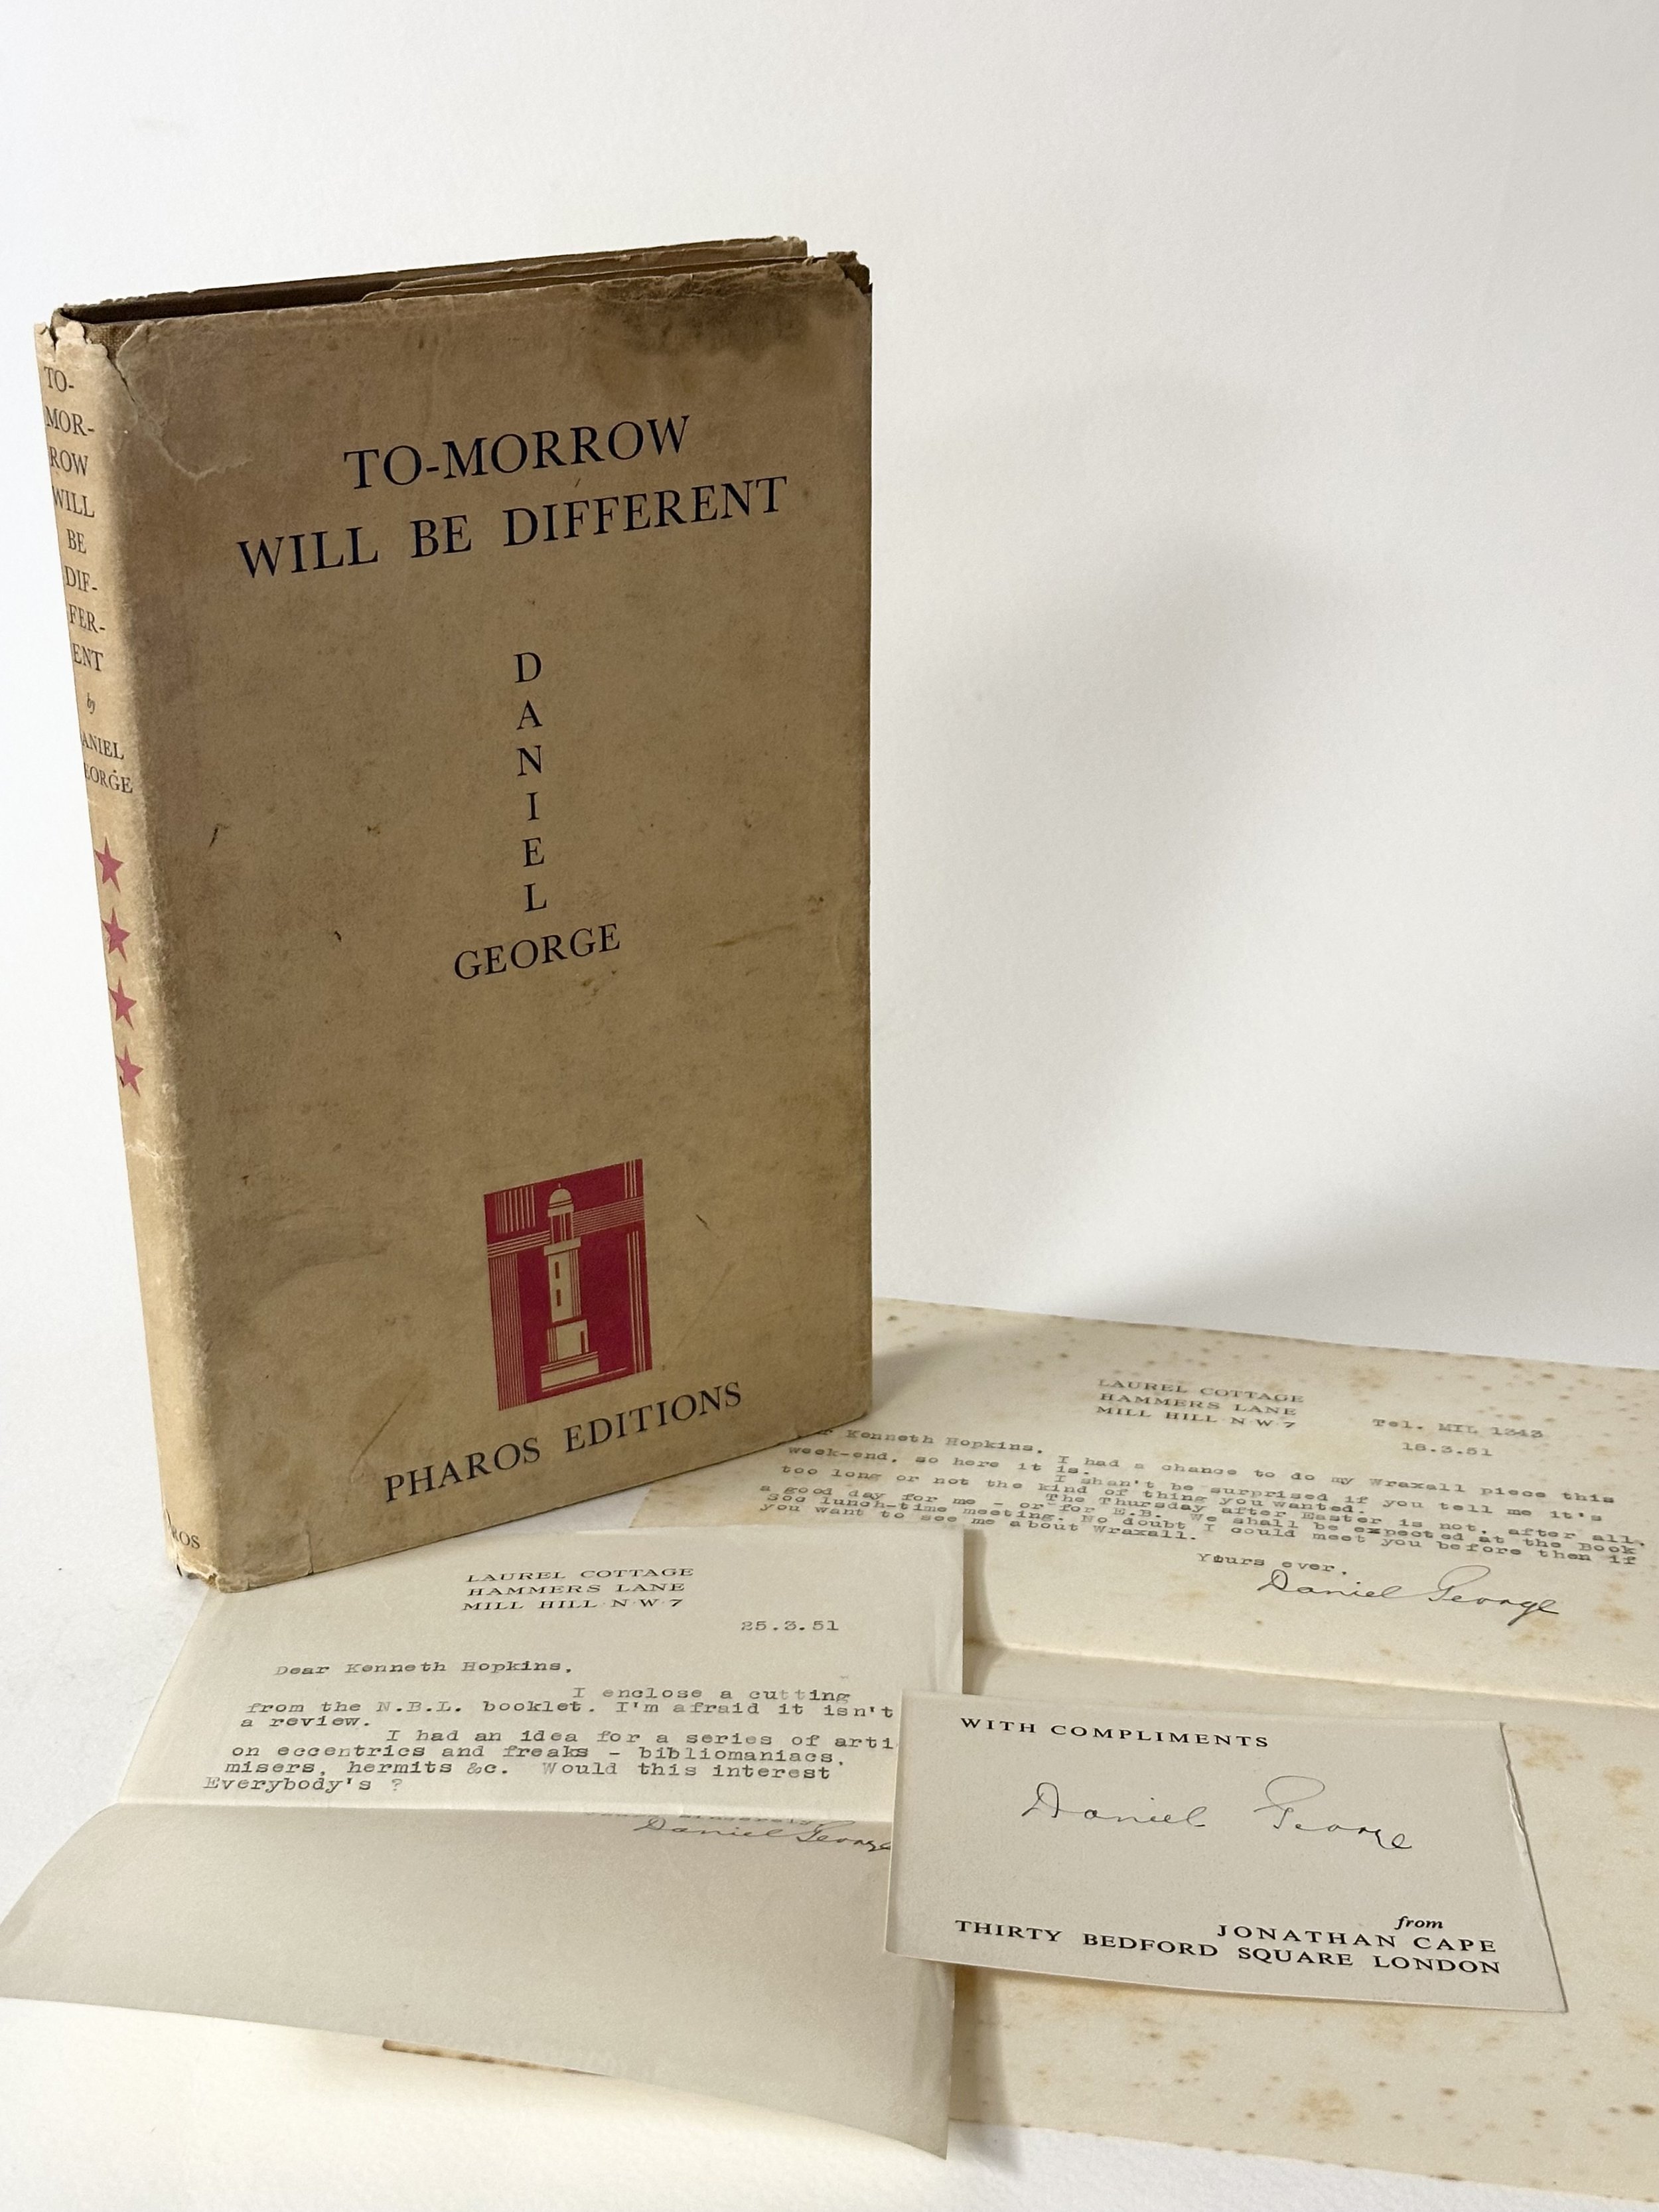 TO-
MOR-
ROW
WILL
BE
DIF-
FER-
ENT
by
ANIEL
EORGE
ROS
TO-MORROW
WILL BE DIFFERENT
D
A
N
I
E
L
GEORGE
PHAROS EDITIONS
LAUREL COTTAGE
HAMMERS LANE
MILL HILL N·W·7
Tel. MIL 1343
18.3.51
r Kenneth Hopkins,
I had a chance to do my Wraxall piece this
week-end, so here it is.
I shan't be surprised if you tell me it's
too long or not the kind of thing you wanted.
The Thursday after Easter is not, after all,
a good day for me - or for E.B. We shall be expected at the Book
Soc lunch-time meeting. No doubt I could meet you before then if
you want to see me about Wraxall.
Yours ever,
Daniel George
LAUREL COTTAGE
HAMMERS LANE
MILL HILL·N·W·7
25.3.51
Dear Kenneth Hopkins,
I enclose a cutting
from the N.B.L. booklet. I'm afraid it isn't
a review.
I had an idea for a series of arti
on eccentrics and freaks - bibliomaniacs,
misers, hermits &c. Would this interest
Everybody's ?
Daniel George
WITH COMPLIMENTS
Daniel George
from
JONATHAN CAPE
THIRTY BEDFORD SQUARE LONDON